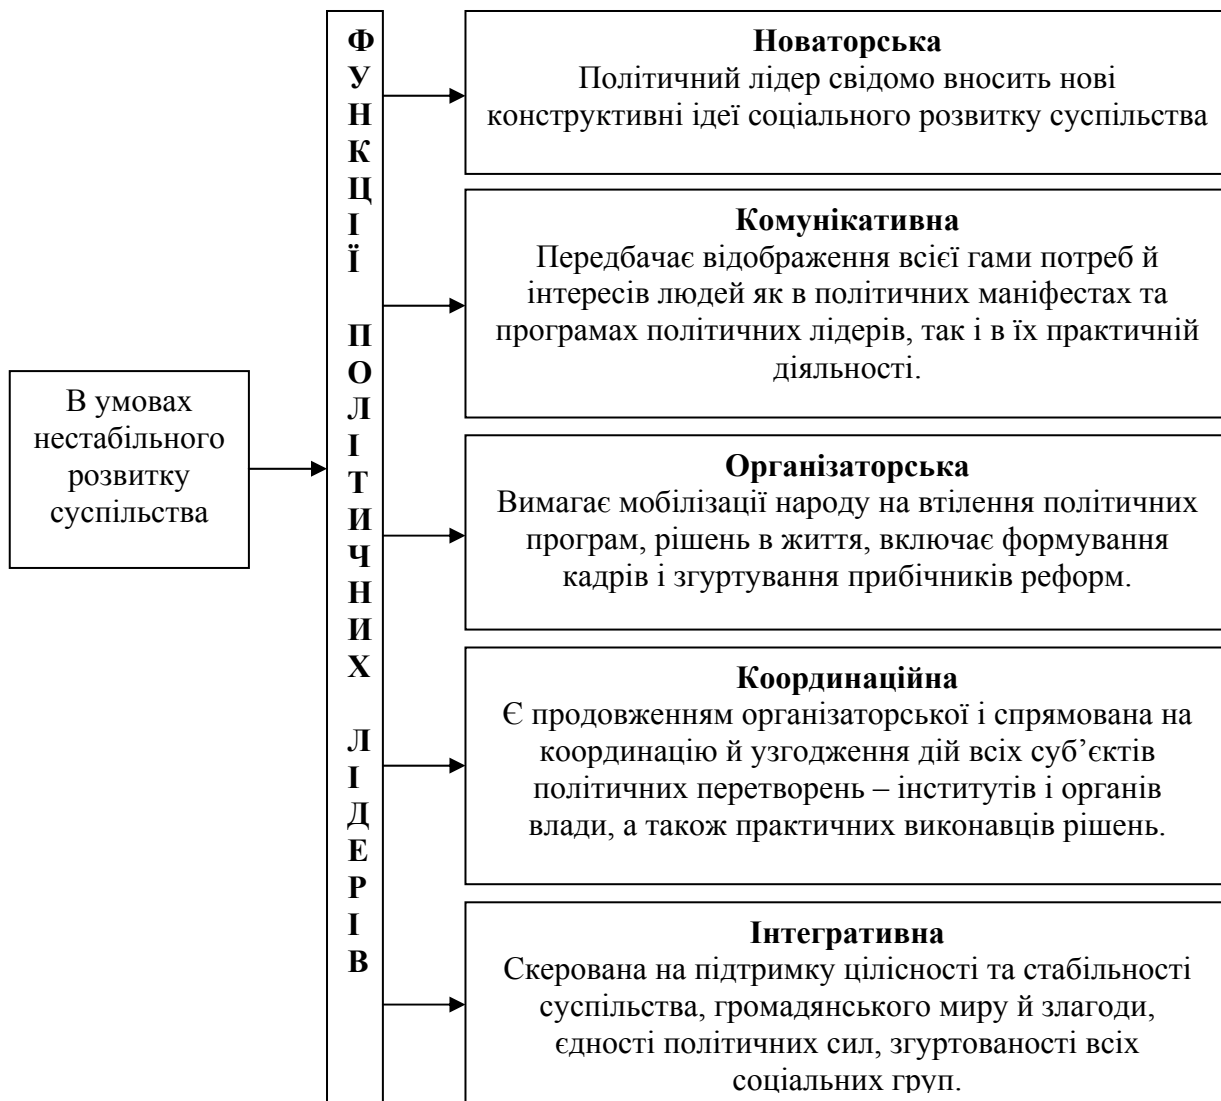 В умовах
нестабільного
розвитку
суспільства
ФУНКЦІЇ ПОЛІТИЧНИХ ЛІДЕРІВ
Новаторська
Політичний лідер свідомо вносить нові
конструктивні ідеї соціального розвитку суспільства
Комунікативна
Передбачає відображення всієї гами потреб й
інтересів людей як в політичних маніфестах та
програмах політичних лідерів, так і в їх практичній
діяльності.
Організаторська
Вимагає мобілізації народу на втілення політичних
програм, рішень в життя, включає формування
кадрів і згуртування прибічників реформ.
Координаційна
Є продовженням організаторської і спрямована на
координацію й узгодження дій всіх суб’єктів
політичних перетворень – інститутів і органів
влади, а також практичних виконавців рішень.
Інтегративна
Скерована на підтримку цілісності та стабільності
суспільства, громадянського миру й злагоди,
єдності політичних сил, згуртованості всіх
соціальних груп.